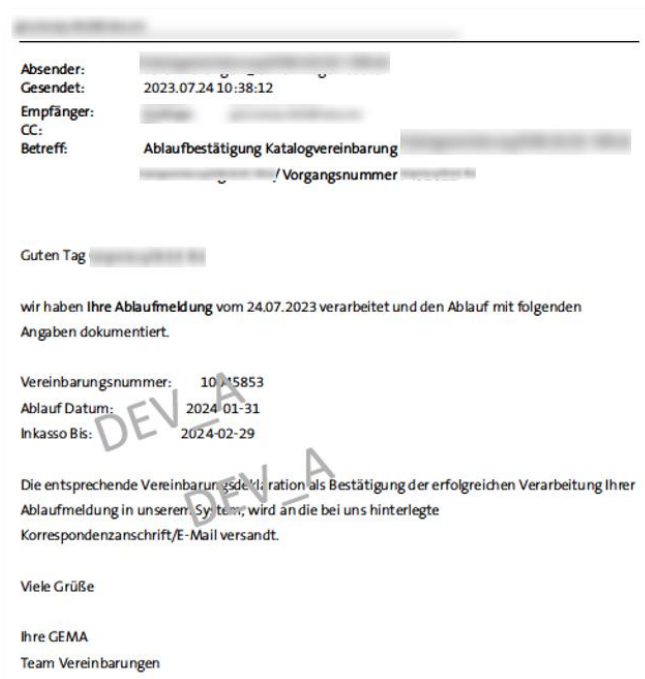 Absender:
Gesendet: 2023.07.24 10:38:12
Empfänger:
CC:
Betreff: Ablaufbestätigung Katalogvereinbarung
/ Vorgangsnummer
Guten Tag
wir haben Ihre Ablaufmeldung vom 24.07.2023 verarbeitet und den Ablauf mit folgenden
Angaben dokumentiert.
Vereinbarungsnummer:
Ablauf Datum: 2024-01-31
Inkasso Bis: 2024-02-29
DEV_A
Die entsprechende Vereinbarungsdeklaration als Bestätigung der erfolgreichen Verarbeitung Ihrer
Ablaufmeldung in unserem System, wird an die bei uns hinterlegte
Korrespondenzanschrift/E-Mail versandt.
DEV_A
Viele Grüße
Ihre GEMA
Team Vereinbarungen